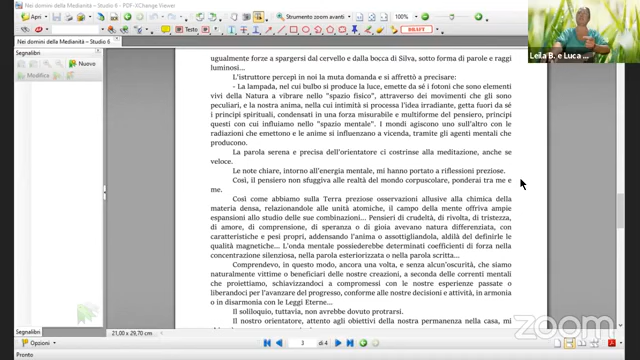 Nei domini della Medianità – Studio 6 - PDF-XChange Viewer
Apri
Strumento zoom avanti
100%
Testo
DRAFT
Nei domini della Medianità – Studio 6
Segnalibri
Nuovo
Modifica
Leila B. e Luca ...
ugualmente forze a spargersi dal cervello e dalla bocca di Silva, sotto forma di parole e raggi
luminosi…
L'istruttore percepì in noi la muta domanda e si affrettò a precisare:
- La lampada, nel cui bulbo si produce la luce, emette da sé i fotoni che sono elementi
vivi della Natura a vibrare nello "spazio fisico", attraverso dei movimenti che gli sono
peculiari, e la nostra anima, nella cui intimità si processa l'idea irradiante, getta fuori da sé
i principi spirituali, condensati in una forza misurabile e multiforme del pensiero, principi
questi con cui influiamo nello "spazio mentale". I mondi agiscono uno sull'altro con le
radiazioni che emettono e le anime si influenzano a vicenda, tramite gli agenti mentali che
producono.
La parola serena e precisa dell'orientatore ci costrinse alla meditazione, anche se
veloce.
Le note chiare, intorno all'energia mentale, mi hanno portato a riflessioni preziose.
Così, il pensiero non sfuggiva alle realtà del mondo corpuscolare, ponderai tra me e
me.
Così come abbiamo sulla Terra preziose osservazioni allusive alla chimica della
materia densa, relazionandole alle unità atomiche, il campo della mente offriva ampie
espansioni allo studio delle sue combinazioni… Pensieri di crudeltà, di rivolta, di tristezza,
di amore, di comprensione, di speranza o di gioia avevano natura differenziata, con
caratteristiche e pesi propri, addensando l'anima o assottigliandola, aldilà del definirle le
qualità magnetiche… L'onda mentale possiederebbe determinati coefficienti di forza nella
concentrazione silenziosa, nella parola esteriorizzata o nella parola scritta…
Comprendevo, in questo modo, ancora una volta, e senza alcun'oscurità, che siamo
naturalmente vittime o beneficiari delle nostre creazioni, a seconda delle correnti mentali
che proiettiamo, schiavizzandoci a compromessi con le nostre esperienze passate o
liberandoci per l'avanzare del progresso, conforme alle nostre decisioni e attività, in armonia
o in disarmonia con le Leggi Eterne…
Il soliloquio, tuttavia, non avrebbe dovuto protrarsi.
Il nostro orientatore, attento agli obiettivi della nostra permanenza nella casa, mi
Segnalibri
21,00 x 29,70 cm
Opzioni
3
di 4
Pronto
zoom